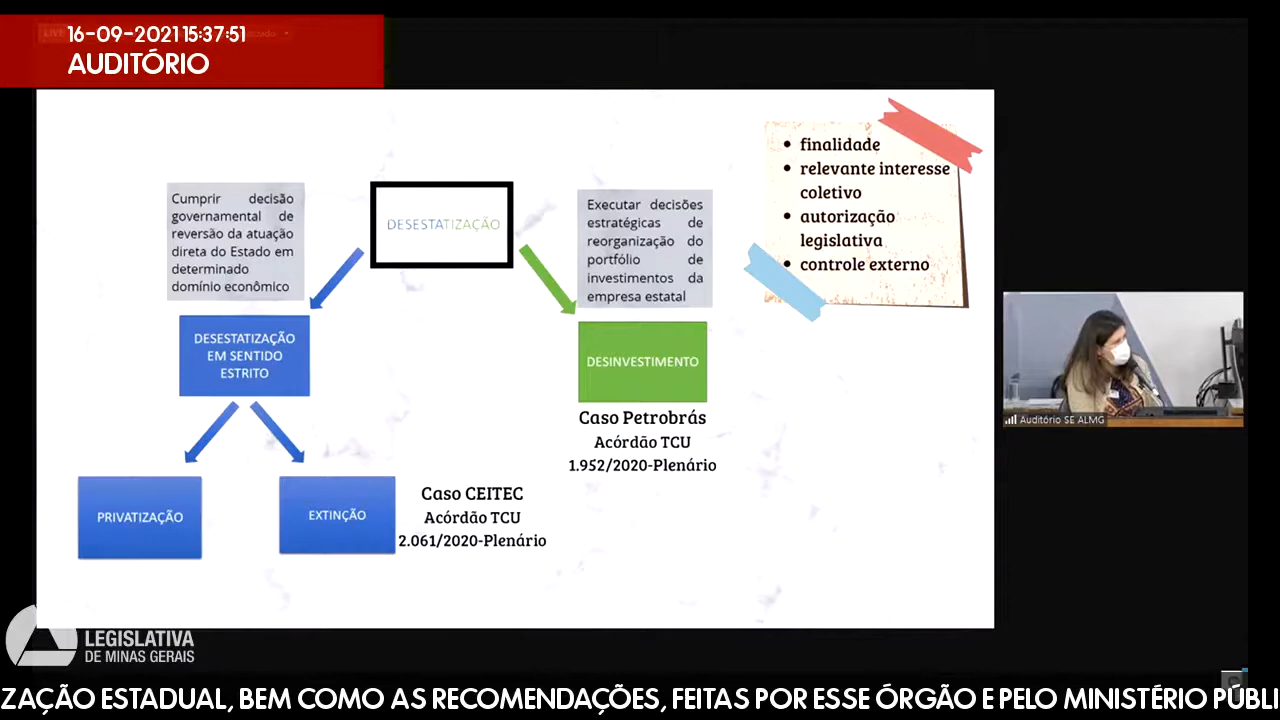 LIVE
16-09-2021 15:37:51
AUDITÓRIO
Cumprir decisão
governamental de
reversão da atuação
direta do Estado em
determinado
domínio econômico
DESESTATIZAÇÃO
Executar decisões
estratégicas de
reorganização do
portfólio de
investimentos da
empresa estatal
• finalidade
• relevante interesse
coletivo
• autorização
legislativa
• controle externo
DESESTATIZAÇÃO
EM SENTIDO
ESTRITO
DESINVESTIMENTO
Caso Petrobrás
Acórdão TCU
1.952/2020-Plenário
PRIVATIZAÇÃO
EXTINÇÃO
Caso CEITEC
Acórdão TCU
2.061/2020-Plenário
Auditório SE ALMG
LEGISLATIVA
DE MINAS GERAIS
ZAÇÃO ESTADUAL, BEM COMO AS RECOMENDAÇÕES, FEITAS POR ESSE ÓRGÃO E PELO MINISTÉRIO PÚBLI